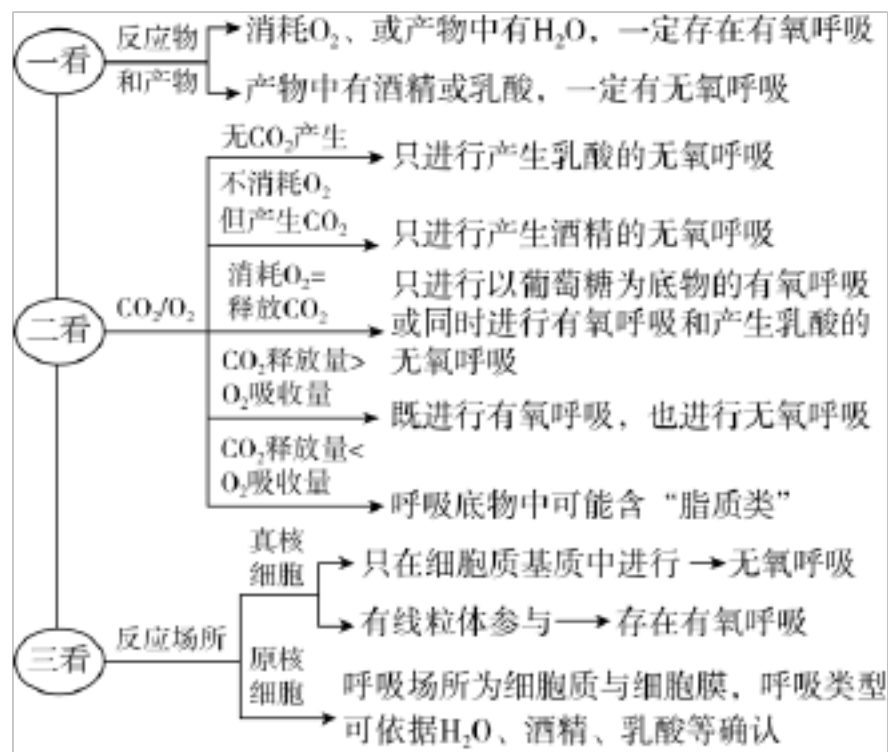 一看
反应物
和产物
消耗O₂、或产物中有H₂O，一定存在有氧呼吸
产物中有酒精或乳酸，一定有无氧呼吸
二看
CO₂/O₂
无CO₂产生
只进行产生乳酸的无氧呼吸
不消耗O₂
但产生CO₂
只进行产生酒精的无氧呼吸
消耗O₂=
释放CO₂
只进行以葡萄糖为底物的有氧呼吸
或同时进行有氧呼吸和产生乳酸的
无氧呼吸
CO₂释放量>
O₂吸收量
既进行有氧呼吸，也进行无氧呼吸
CO₂释放量<
O₂吸收量
呼吸底物中可能含“脂质类”
三看
反应场所
真核
细胞
只在细胞质基质中进行→无氧呼吸
有线粒体参与→存在有氧呼吸
原核
细胞
呼吸场所为细胞质与细胞膜，呼吸类型
可依据H₂O、酒精、乳酸等确认